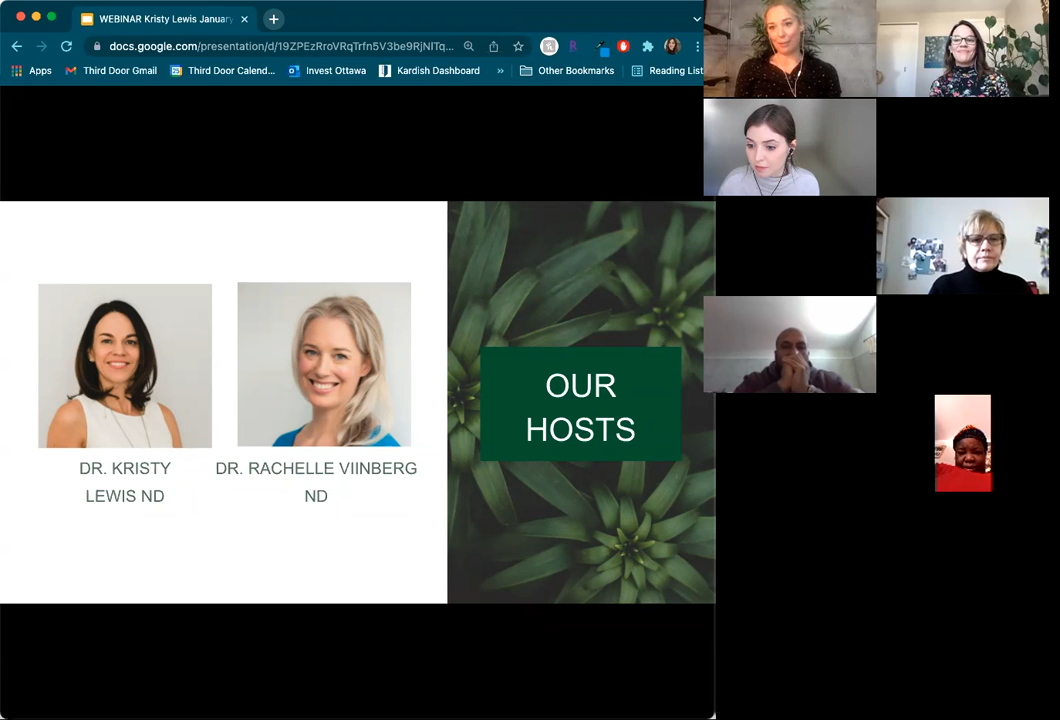 WEBINAR Kristy Lewis January
docs.google.com/presentation/d/19ZPEzRroVRqTrfn5V3be9RjNITq...
Apps
Third Door Gmail
Third Door Calend...
Invest Ottawa
Kardish Dashboard
»
Other Bookmarks
Reading List
OUR
HOSTS
DR. KRISTY
LEWIS ND
DR. RACHELLE VIINBERG
ND